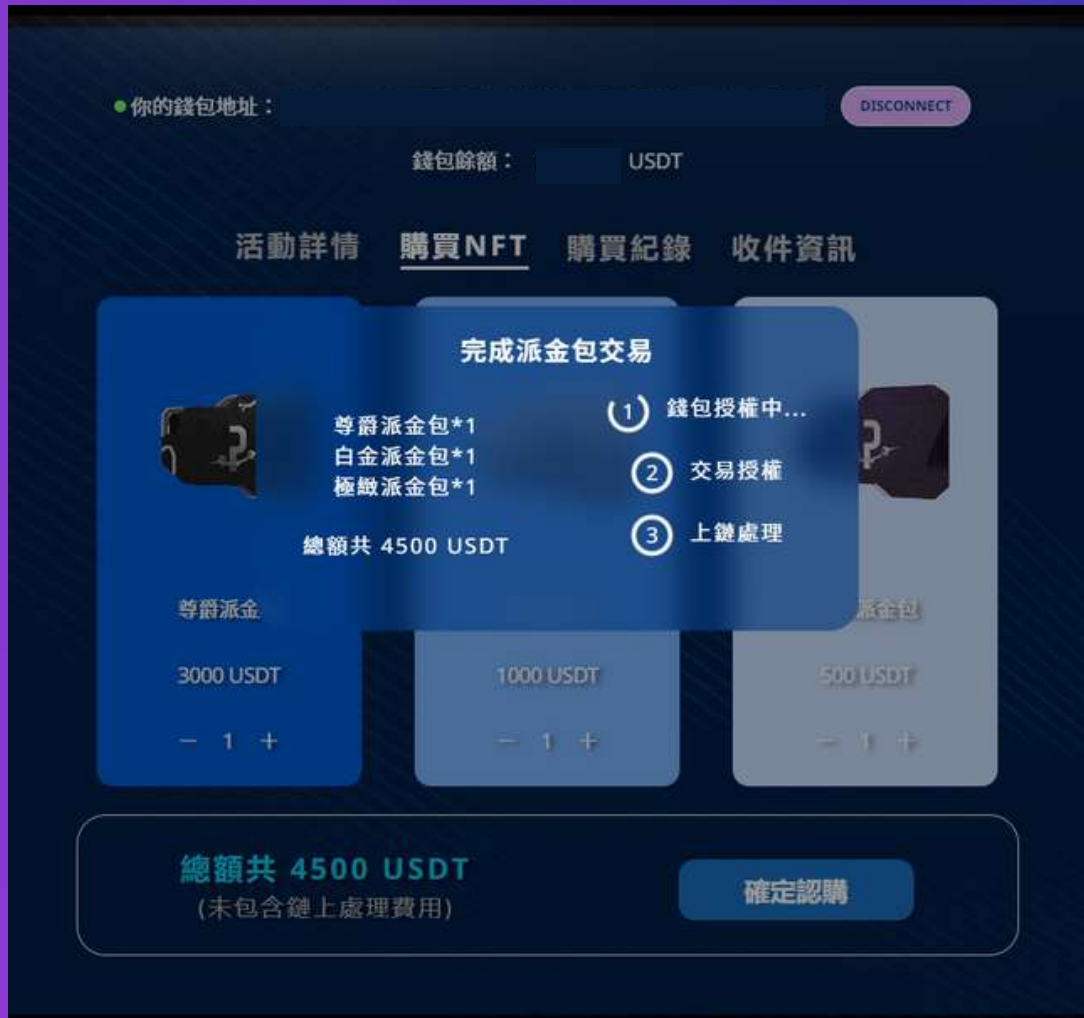 你的錢包地址：
DISCONNECT
錢包餘額： USDT
活動詳情 購買NFT 購買紀錄 收件資訊
完成派金包交易
尊爵派金包*1
白金派金包*1
極緻派金包*1
總額共 4500 USDT
1 錢包授權中...
2 交易授權
3 上鏈處理
尊爵派金
派金包
3000 USDT
1000 USDT
500 USDT
− 1 +
− 1 +
− 1 +
總額共 4500 USDT
(未包含鏈上處理費用)
確定認購